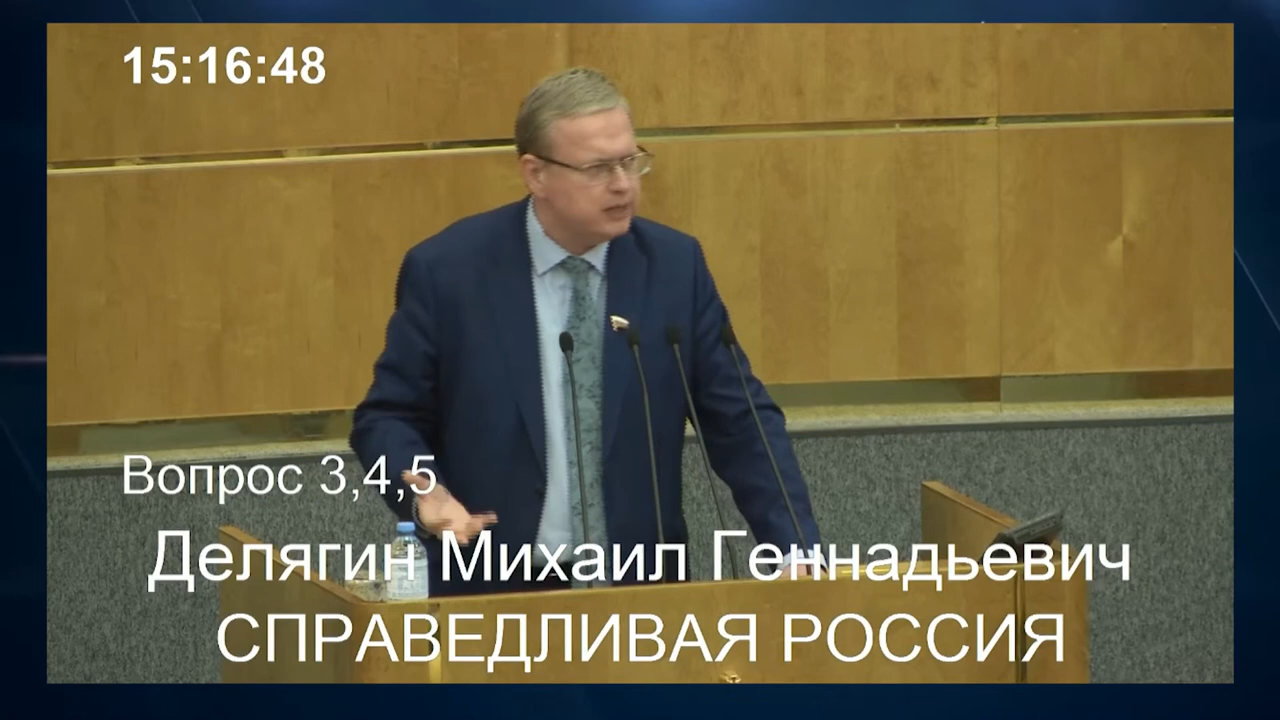 15:16:48
Вопрос 3,4,5
Делягин Михаил Геннадьевич
СПРАВЕДЛИВАЯ РОССИЯ